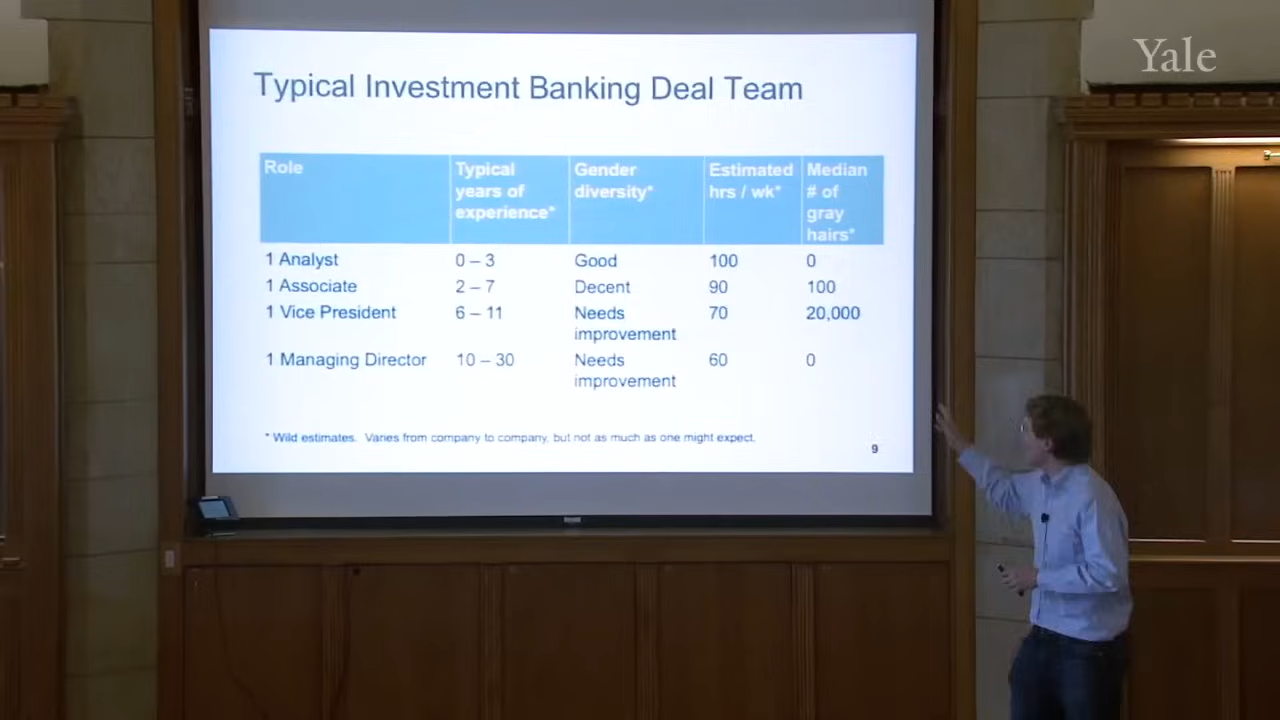 Yale
Typical Investment Banking Deal Team
Role
Typical years of experience*
Gender diversity*
Estimated hrs / wk*
Median # of gray hairs*
1 Analyst 0 – 3 Good 100 0
1 Associate 2 – 7 Decent 90 100
1 Vice President 6 – 11 Needs improvement 70 20,000
1 Managing Director 10 – 30 Needs improvement 60 0
* Wild estimates. Varies from company to company, but not as much as one might expect.
9